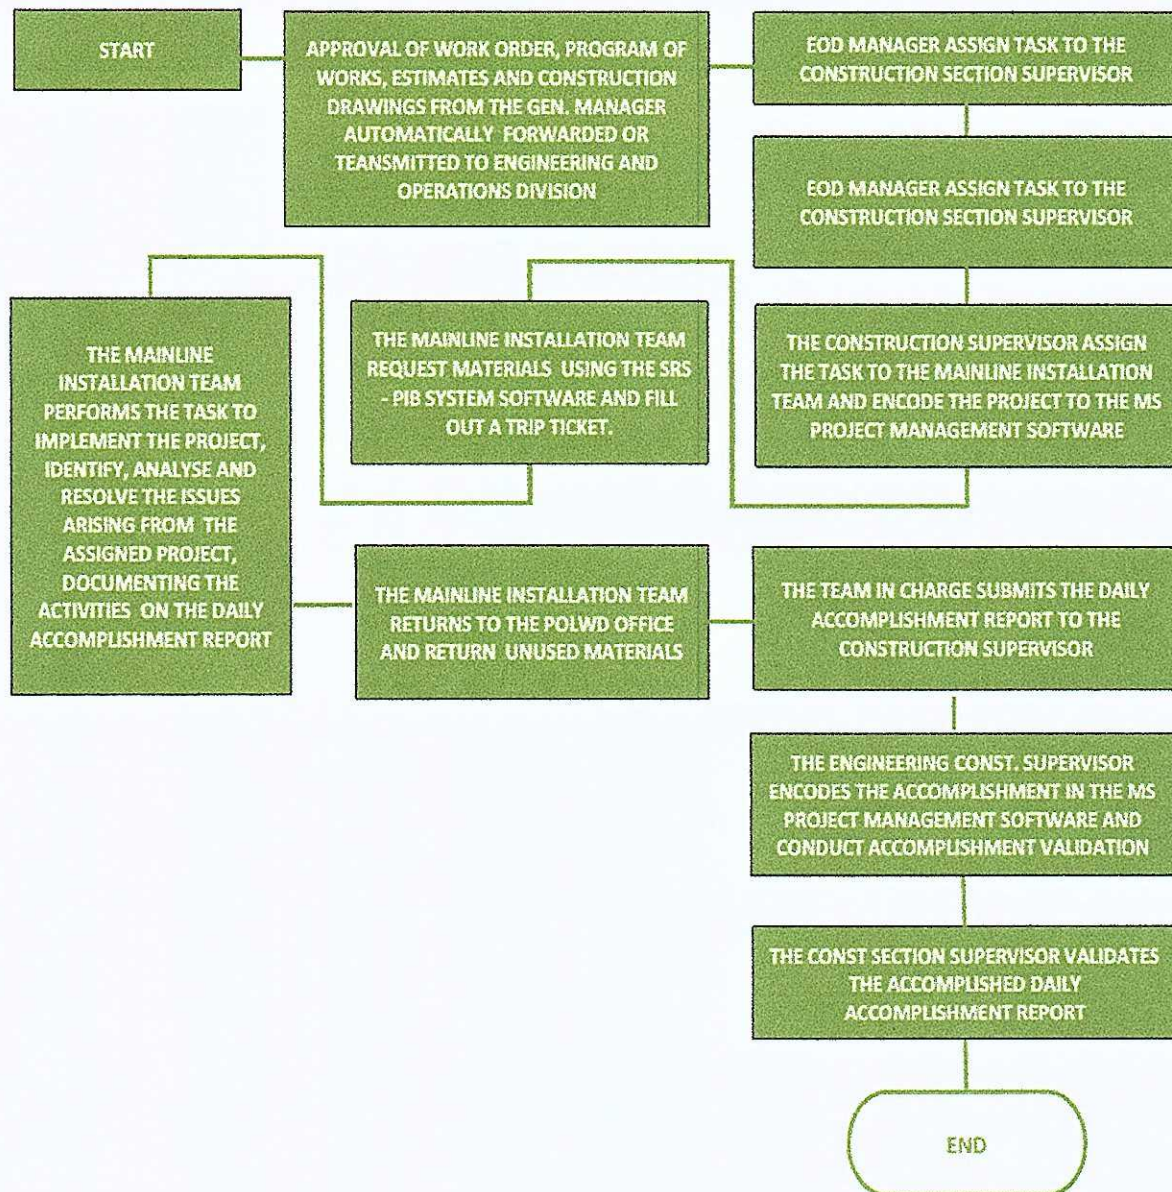 START
APPROVAL OF WORK ORDER, PROGRAM OF
WORKS, ESTIMATES AND CONSTRUCTION
DRAWINGS FROM THE GEN. MANAGER
AUTOMATICALLY FORWARDED OR
TEANSMITTED TO ENGINEERING AND
OPERATIONS DIVISION
EOD MANAGER ASSIGN TASK TO THE
CONSTRUCTION SECTION SUPERVISOR
EOD MANAGER ASSIGN TASK TO THE
CONSTRUCTION SECTION SUPERVISOR
THE CONSTRUCTION SUPERVISOR ASSIGN
THE TASK TO THE MAINLINE INSTALLATION
TEAM AND ENCODE THE PROJECT TO THE MS
PROJECT MANAGEMENT SOFTWARE
THE MAINLINE INSTALLATION TEAM
REQUEST MATERIALS USING THE SRS
- PIB SYSTEM SOFTWARE AND FILL
OUT A TRIP TICKET.
THE MAINLINE
INSTALLATION TEAM
PERFORMS THE TASK TO
IMPLEMENT THE PROJECT,
IDENTIFY, ANALYSE AND
RESOLVE THE ISSUES
ARISING FROM THE
ASSIGNED PROJECT,
DOCUMENTING THE
ACTIVITIES ON THE DAILY
ACCOMPLISHMENT REPORT
THE MAINLINE INSTALLATION TEAM
RETURNS TO THE POLWD OFFICE
AND RETURN UNUSED MATERIALS
THE TEAM IN CHARGE SUBMITS THE DAILY
ACCOMPLISHMENT REPORT TO THE
CONSTRUCTION SUPERVISOR
THE ENGINEERING CONST. SUPERVISOR
ENCODES THE ACCOMPLISHMENT IN THE MS
PROJECT MANAGEMENT SOFTWARE AND
CONDUCT ACCOMPLISHMENT VALIDATION
THE CONST SECTION SUPERVISOR VALIDATES
THE ACCOMPLISHED DAILY
ACCOMPLISHMENT REPORT
END